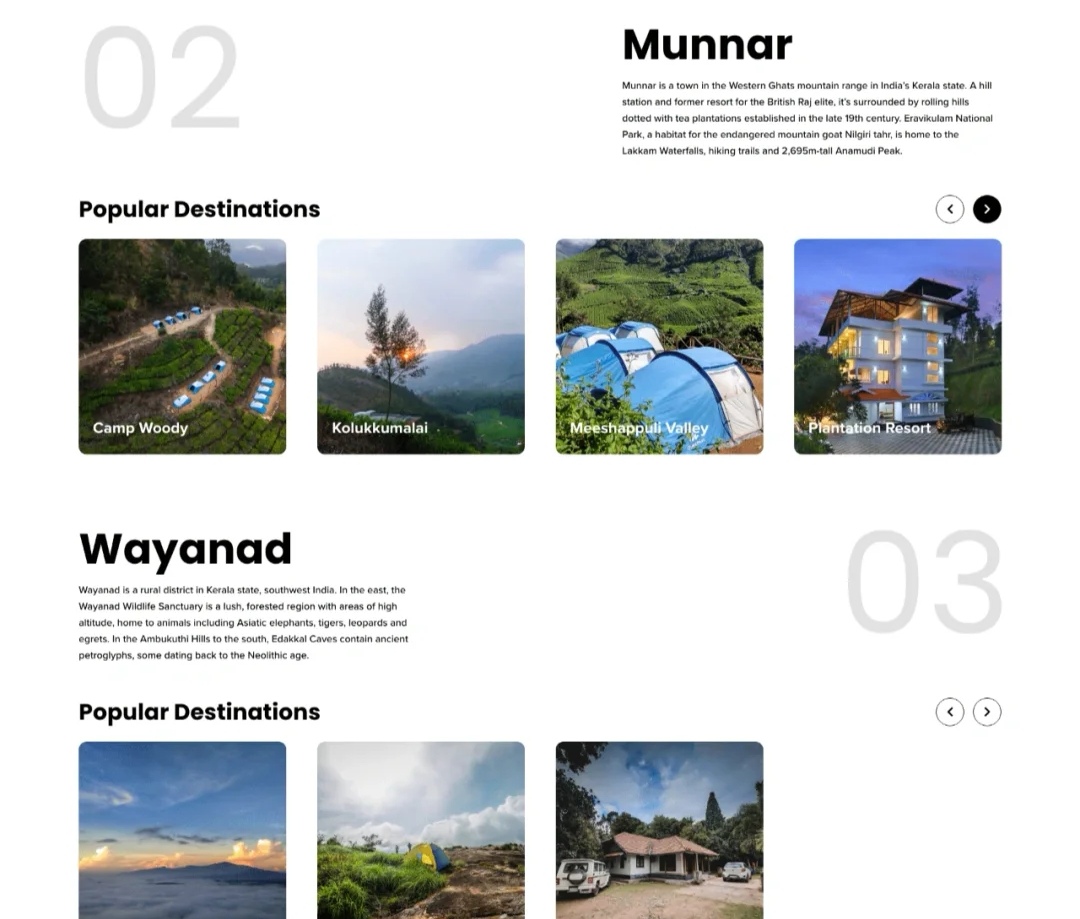 02
Munnar
Munnar is a town in the Western Ghats mountain range in India's Kerala state. A hill
station and former resort for the British Raj elite, it's surrounded by rolling hills
dotted with tea plantations established in the late 19th century. Eravikulam National
Park, a habitat for the endangered mountain goat Nilgiri tahr, is home to the
Lakkam Waterfalls, hiking trails and 2,695m-tall Anamudi Peak.
Popular Destinations
Camp Woody
Kolukkumalai
Meeshappuli Valley
Plantation Resort
Wayanad
03
Wayanad is a rural district in Kerala state, southwest India. In the east, the
Wayanad Wildlife Sanctuary is a lush, forested region with areas of high
altitude, home to animals including Asiatic elephants, tigers, leopards and
egrets. In the Ambukuthi Hills to the south, Edakkal Caves contain ancient
petroglyphs, some dating back to the Neolithic age.
Popular Destinations